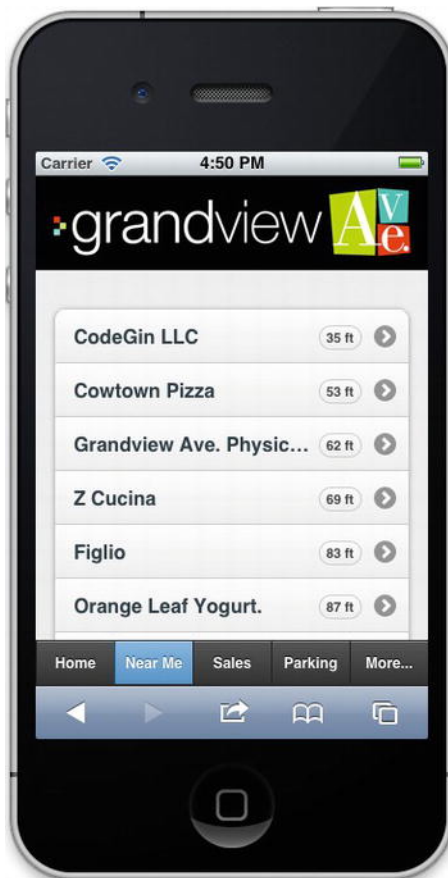 Carrier 4:50 PM
grandview Ave.
CodeGin LLC 35 ft
Cowtown Pizza 53 ft
Grandview Ave. Physic... 62 ft
Z Cucina 69 ft
Figlio 83 ft
Orange Leaf Yogurt. 87 ft
Home Near Me Sales Parking More...